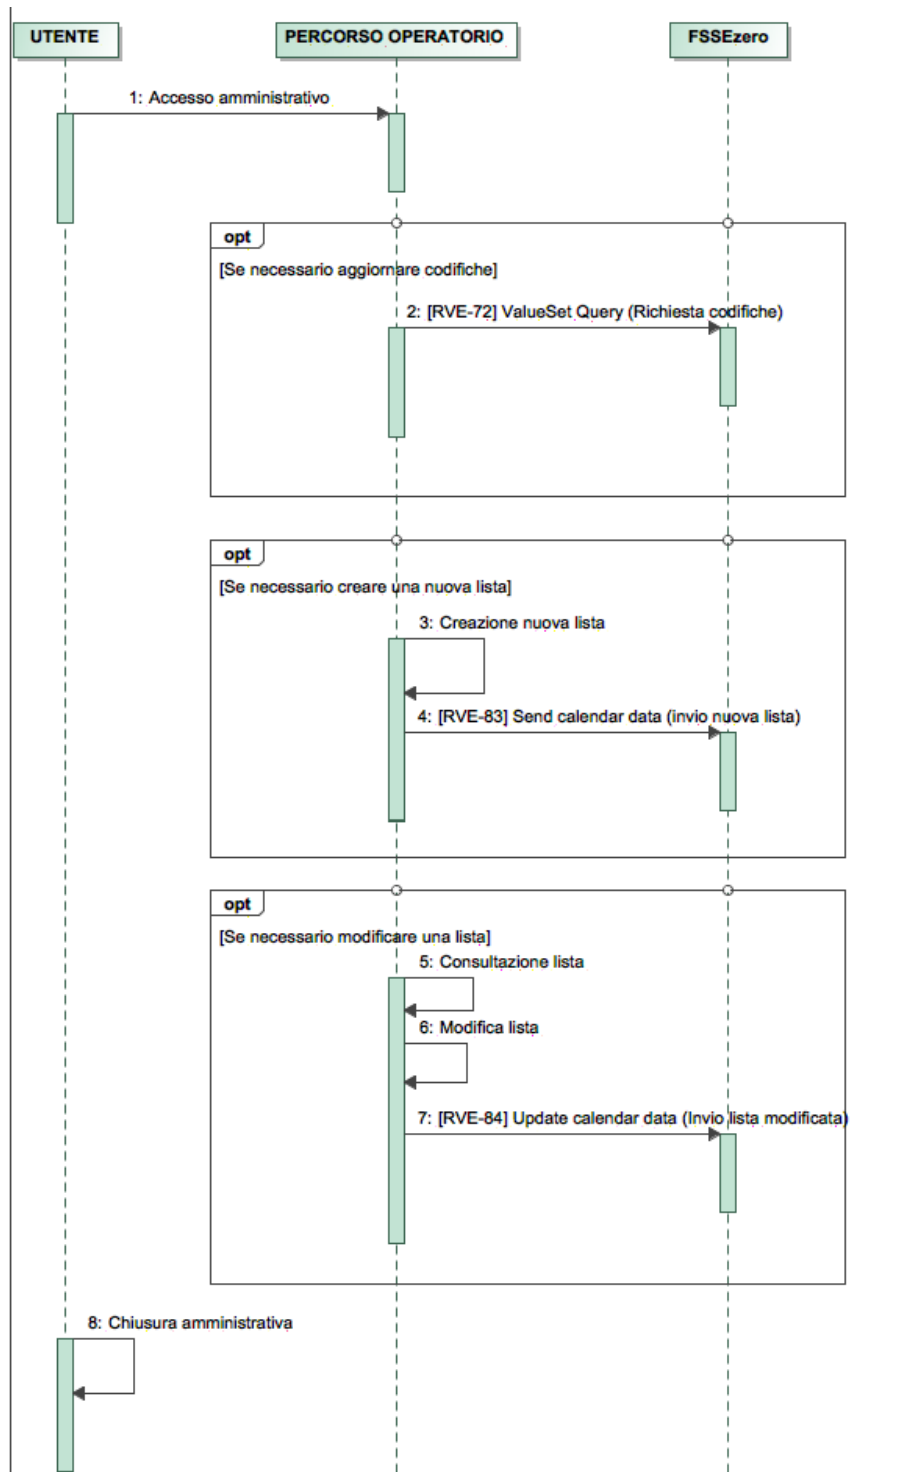 UTENTE
PERCORSO OPERATORIO
FSSEzero
1: Accesso amministrativo
opt
[Se necessario aggiornare codifiche]
2: [RVE-72] ValueSet Query (Richiesta codifiche)
opt
[Se necessario creare una nuova lista]
3: Creazione nuova lista
4: [RVE-83] Send calendar data (invio nuova lista)
opt
[Se necessario modificare una lista]
5: Consultazione lista
6: Modifica lista
7: [RVE-84] Update calendar data (Invio lista modificata)
8: Chiusura amministrativa